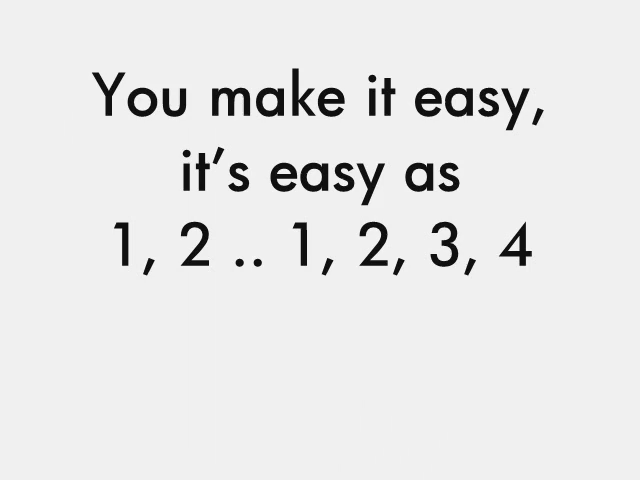 You make it easy,
it’s easy as
1, 2 .. 1, 2, 3, 4